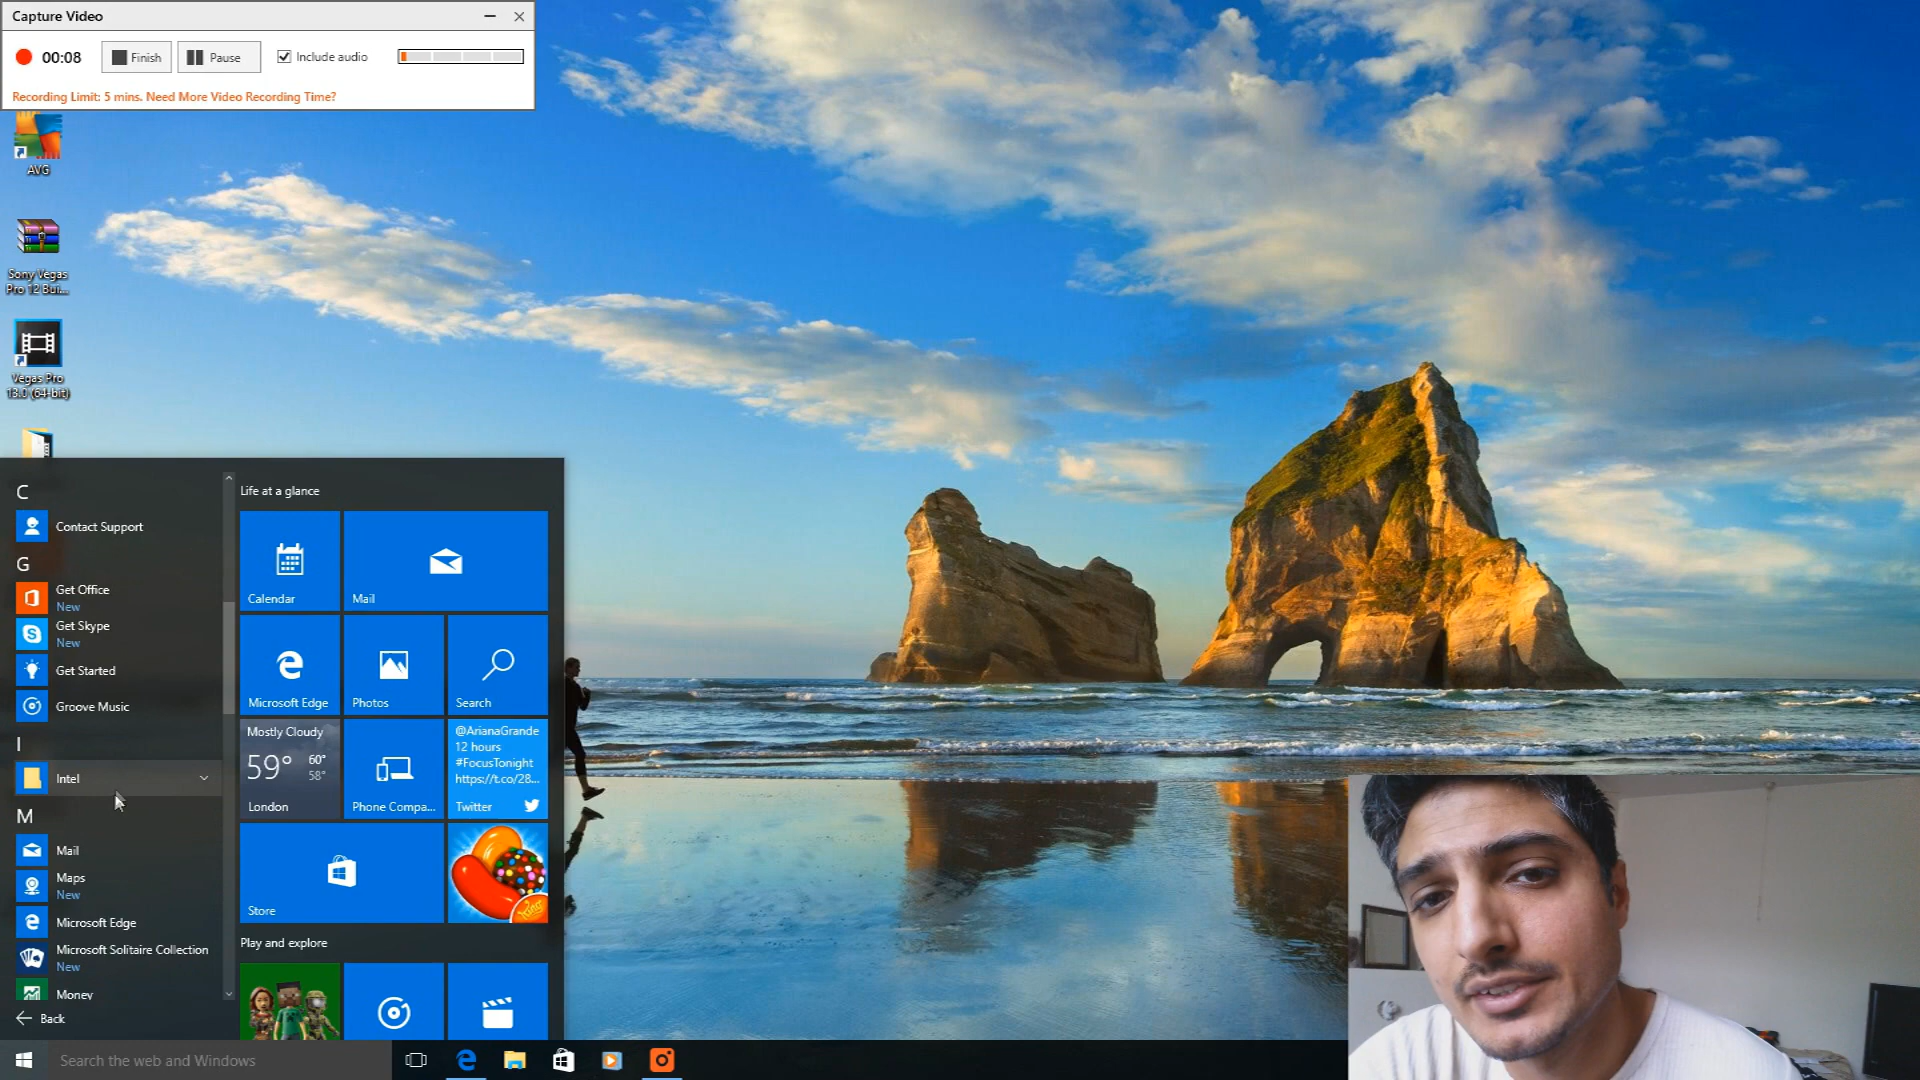 Capture Video
00:08
Finish
Pause
Include audio
Recording Limit: 5 mins. Need More Video Recording Time?
AVG
Sony Vegas
Pro 12 Bui...
Vegas Pro
13.0 (64-bit)
C
Contact Support
G
Get Office
New
Get Skype
New
Get Started
Groove Music
I
Intel
M
Mail
Maps
New
Microsoft Edge
Microsoft Solitaire Collection
New
Money
Back
Life at a glance
Calendar
Mail
Microsoft Edge
Photos
Search
Mostly Cloudy
59° 60°
58°
London
Phone Compa...
@ArianaGrande
12 hours
#FocusTonight
https://t.co/28...
Twitter
Store
King
Play and explore
Search the web and Windows